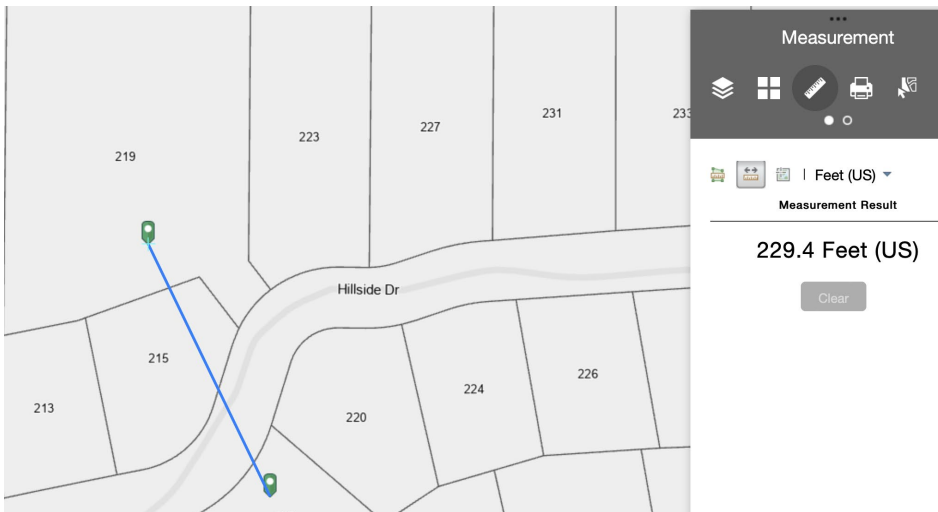 Measurement
231
233
227
223
219
Feet (US)
Measurement Result
229.4 Feet (US)
Hillside Dr
Clear
215
226
224
213
220